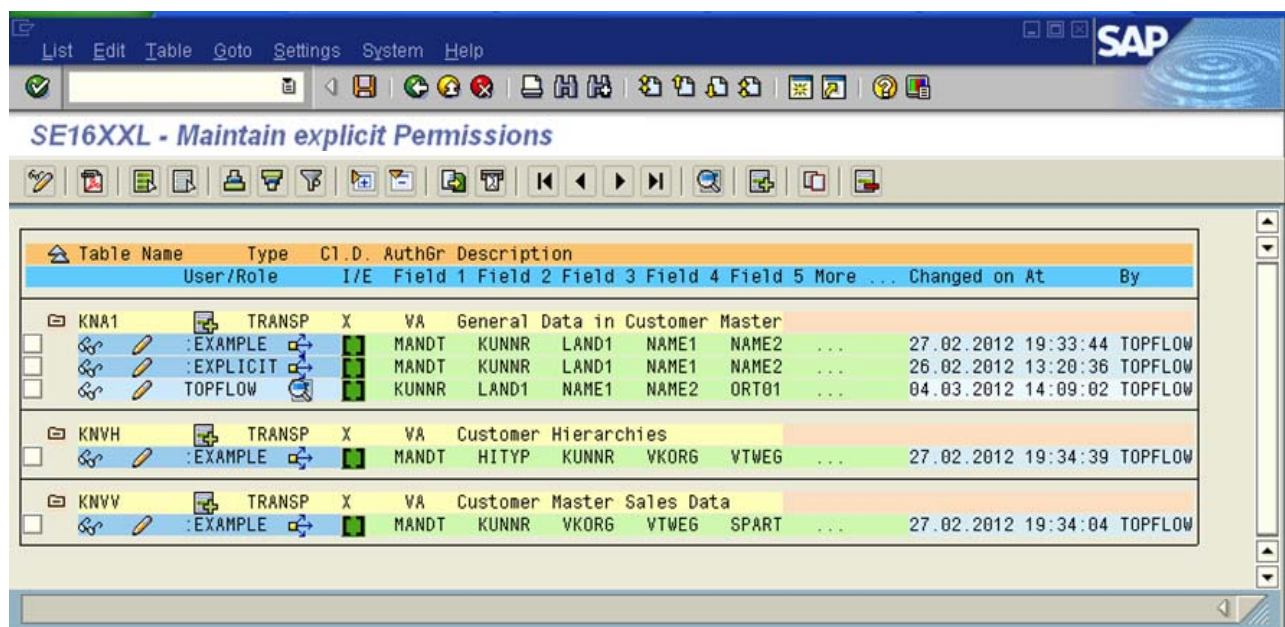 List Edit Table Goto Settings System Help
SAP
SE16XXL - Maintain explicit Permissions
Table Name Type Cl.D. AuthGr Description
User/Role I/E Field 1 Field 2 Field 3 Field 4 Field 5 More ... Changed on At By
KNA1 TRANSP X VA General Data in Customer Master
:EXAMPLE MANDT KUNNR LAND1 NAME1 NAME2 ... 27.02.2012 19:33:44 TOPFLOW
:EXPLICIT MANDT KUNNR LAND1 NAME1 NAME2 ... 26.02.2012 13:20:36 TOPFLOW
TOPFLOW KUNNR LAND1 NAME1 NAME2 ORT01 ... 04.03.2012 14:09:02 TOPFLOW
KNVH TRANSP X VA Customer Hierarchies
:EXAMPLE MANDT HITYP KUNNR VKORG VTWEG ... 27.02.2012 19:34:39 TOPFLOW
KNVV TRANSP X VA Customer Master Sales Data
:EXAMPLE MANDT KUNNR VKORG VTWEG SPART ... 27.02.2012 19:34:04 TOPFLOW